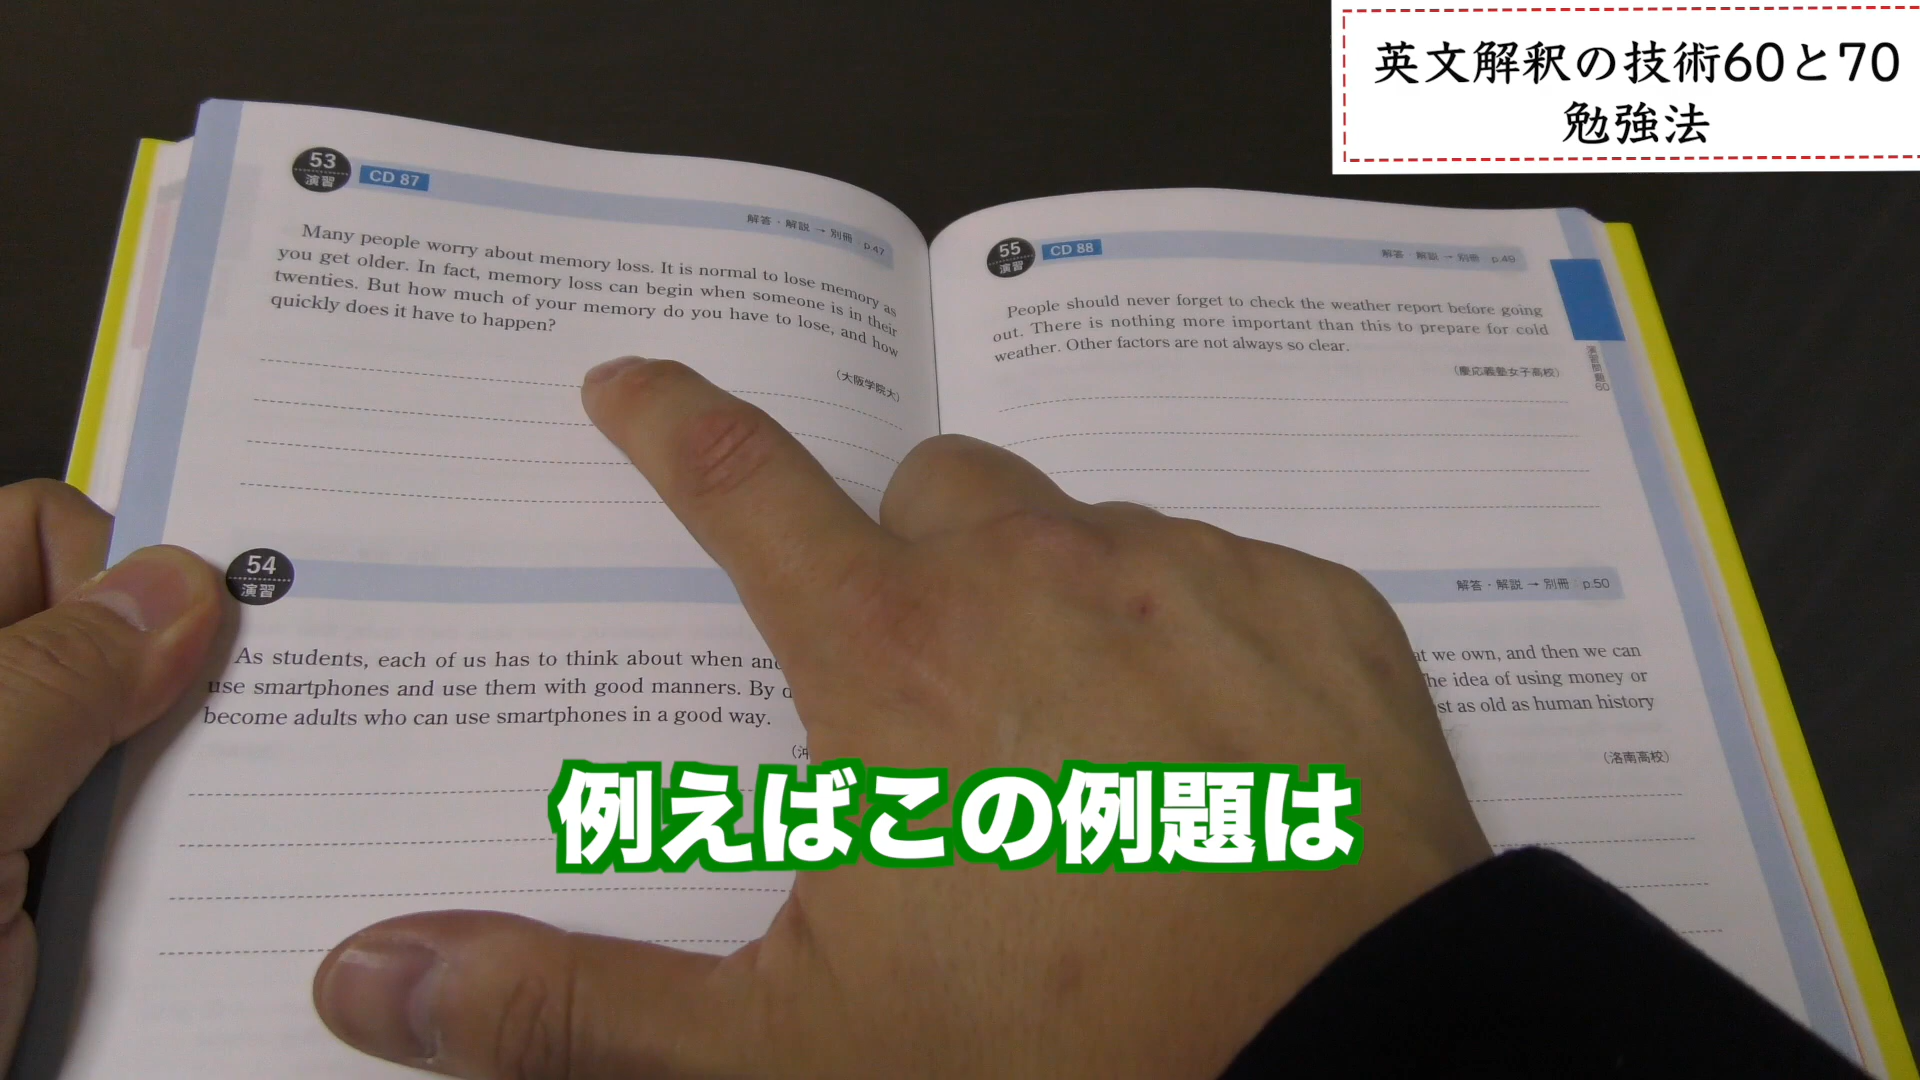 英文解釈の技術60と70
勉強法
53
演習
CD 87
解答・解説→別冊 p.47
Many people worry about memory loss. It is normal to lose memory as
you get older. In fact, memory loss can begin when someone is in their
twenties. But how much of your memory do you have to lose, and how
quickly does it have to happen?
(大阪学院大)
54
演習
As students, each of us has to think about when and
use smartphones and use them with good manners. By d
become adults who can use smartphones in a good way.
(沖
55
演習
CD 88
解答・解説→別冊 p.49
People should never forget to check the weather report before going
out. There is nothing more important than this to prepare for cold
weather. Other factors are not always so clear.
(慶応義塾女子高校)
演習問題60
解答・解説→別冊 p.50
at we own, and then we can
he idea of using money or
st as old as human history
(洛南高校)
例えばこの例題は